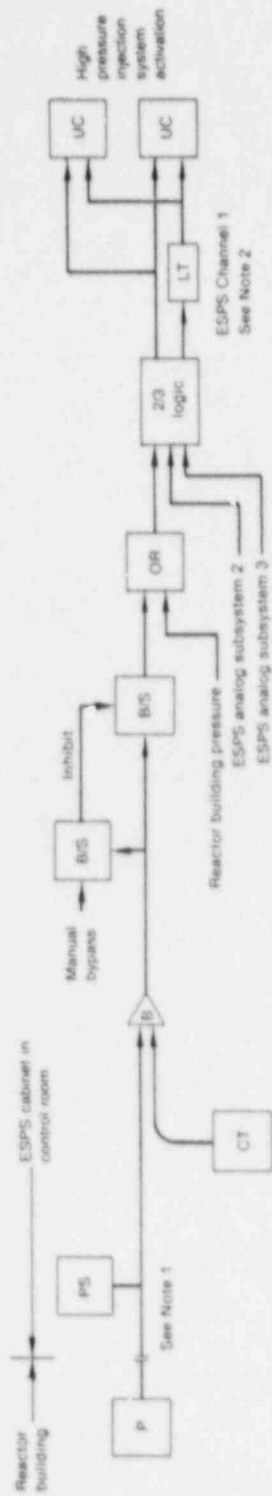 Reactor
building
ESPS cabinet in
control room
P
See Note 1
PS
CT
B
Manual
bypass
B/S
Inhibit
B/S
OR
Reactor building pressure
ESPS analog subsystem 2
ESPS analog subsystem 3
2/3
logic
LT
ESPS Channel 1
See Note 2
UC
UC
High
pressure
injection
system
activation